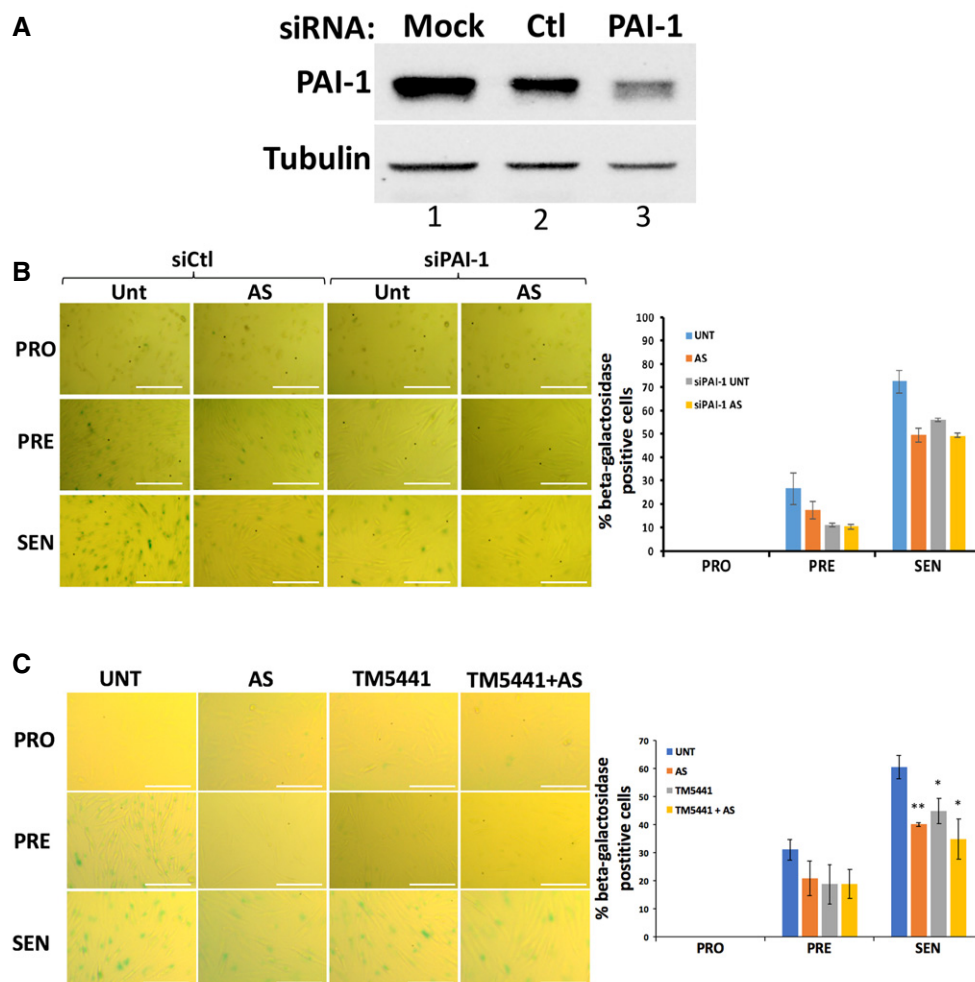 A
siRNA: Mock Ctl PAI-1
PAI-1
Tubulin
1 2 3
B
siCtl siPAI-1
Unt AS Unt AS
PRO
PRE
SEN
% beta-galactosidase
positive cells
100
90
80
70
60
50
40
30
20
10
0
UNT
AS
siPAI-1 UNT
siPAI-1 AS
PRO PRE SEN
C
UNT AS TM5441 TM5441+AS
PRO
PRE
SEN
% beta-galactosidase
postitive cells
70
60
50
40
30
20
10
0
UNT
AS
TM5441
TM5441 + AS
** * *
PRO PRE SEN